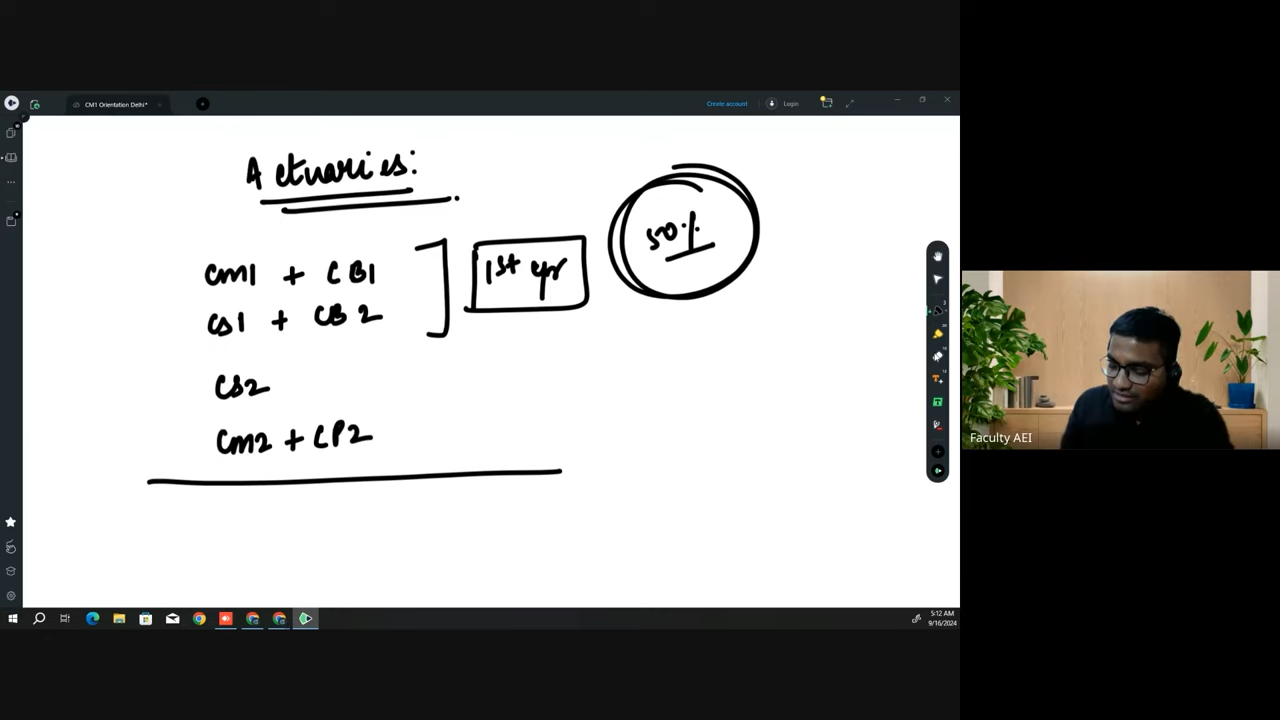 CM1 Orientation Delhi*
Create account
Login
Actuaries:
CM1 + CB1
CS1 + CB2
1st yr
50%
CS2
CM2 + CP2
Faculty AEI
5:12 AM
9/16/2024